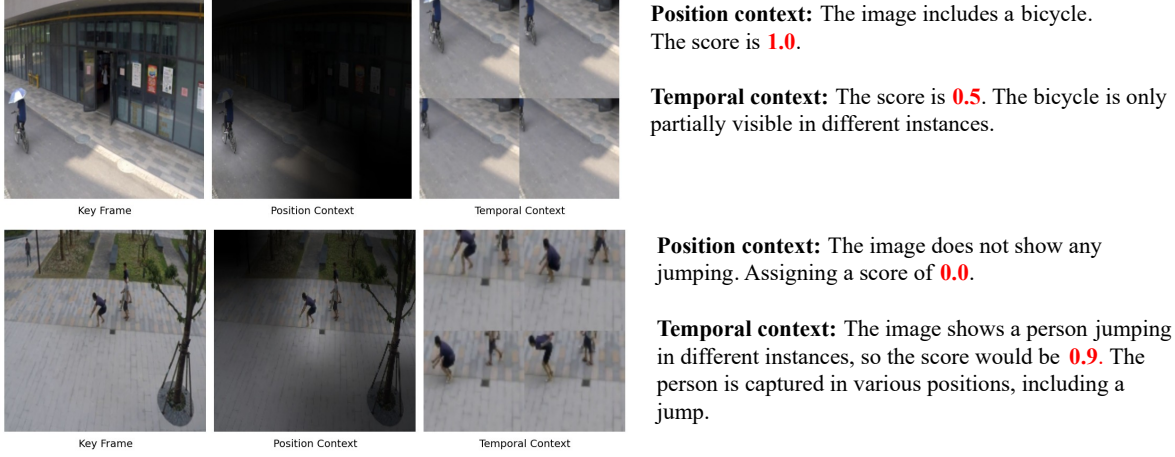 Position context: The image includes a bicycle.
The score is 1.0.
Temporal context: The score is 0.5. The bicycle is only
partially visible in different instances.
Key Frame
Position Context
Temporal Context
Position context: The image does not show any
jumping. Assigning a score of 0.0.
Temporal context: The image shows a person jumping
in different instances, so the score would be 0.9. The
person is captured in various positions, including a
jump.
Key Frame
Position Context
Temporal Context